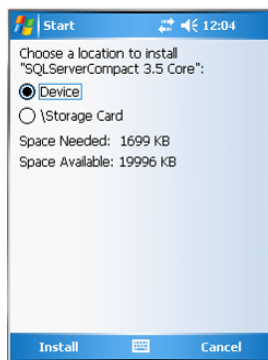 Start 12:04
Choose a location to install
"SQLServerCompact 3.5 Core":
Device
\Storage Card
Space Needed: 1699 KB
Space Available: 19996 KB
Install Cancel